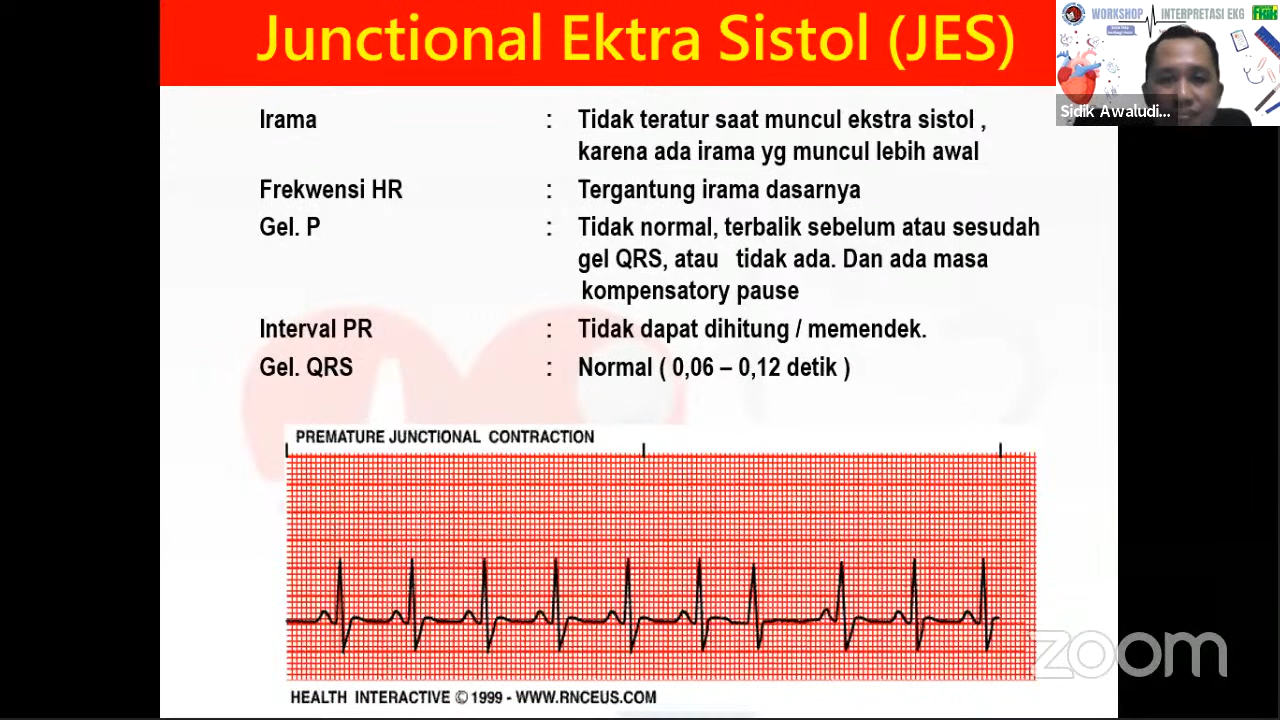 Junctional Ektra Sistol (JES)
WORKSHOP INTERPRETASI EKG
Sidik Awaludi...
Irama : Tidak teratur saat muncul ekstra sistol ,
karena ada irama yg muncul lebih awal
Frekwensi HR : Tergantung irama dasarnya
Gel. P : Tidak normal, terbalik sebelum atau sesudah
gel QRS, atau tidak ada. Dan ada masa
kompensatory pause
Interval PR : Tidak dapat dihitung / memendek.
Gel. QRS : Normal ( 0,06 – 0,12 detik )
PREMATURE JUNCTIONAL CONTRACTION
zoom
HEALTH INTERACTIVE © 1999 - WWW.RNCEUS.COM